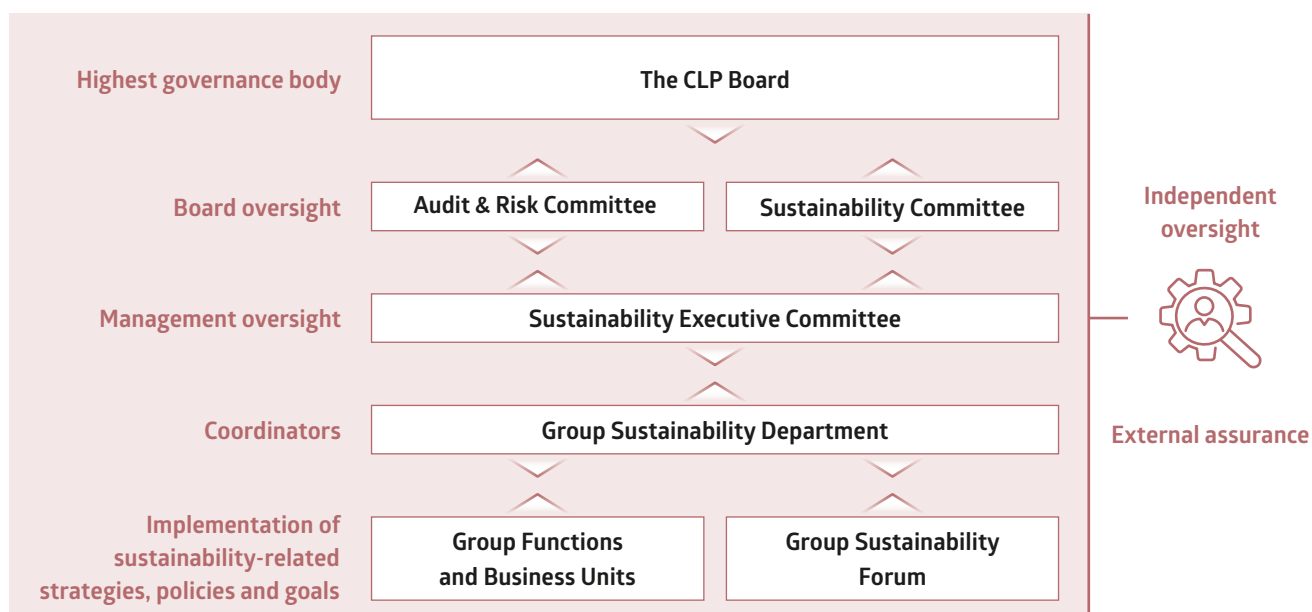 Highest governance body
The CLP Board
Board oversight
Audit & Risk Committee
Sustainability Committee
Management oversight
Sustainability Executive Committee
Coordinators
Group Sustainability Department
Implementation of
sustainability-related
strategies, policies and goals
Group Functions
and Business Units
Group Sustainability
Forum
Independent
oversight
External assurance